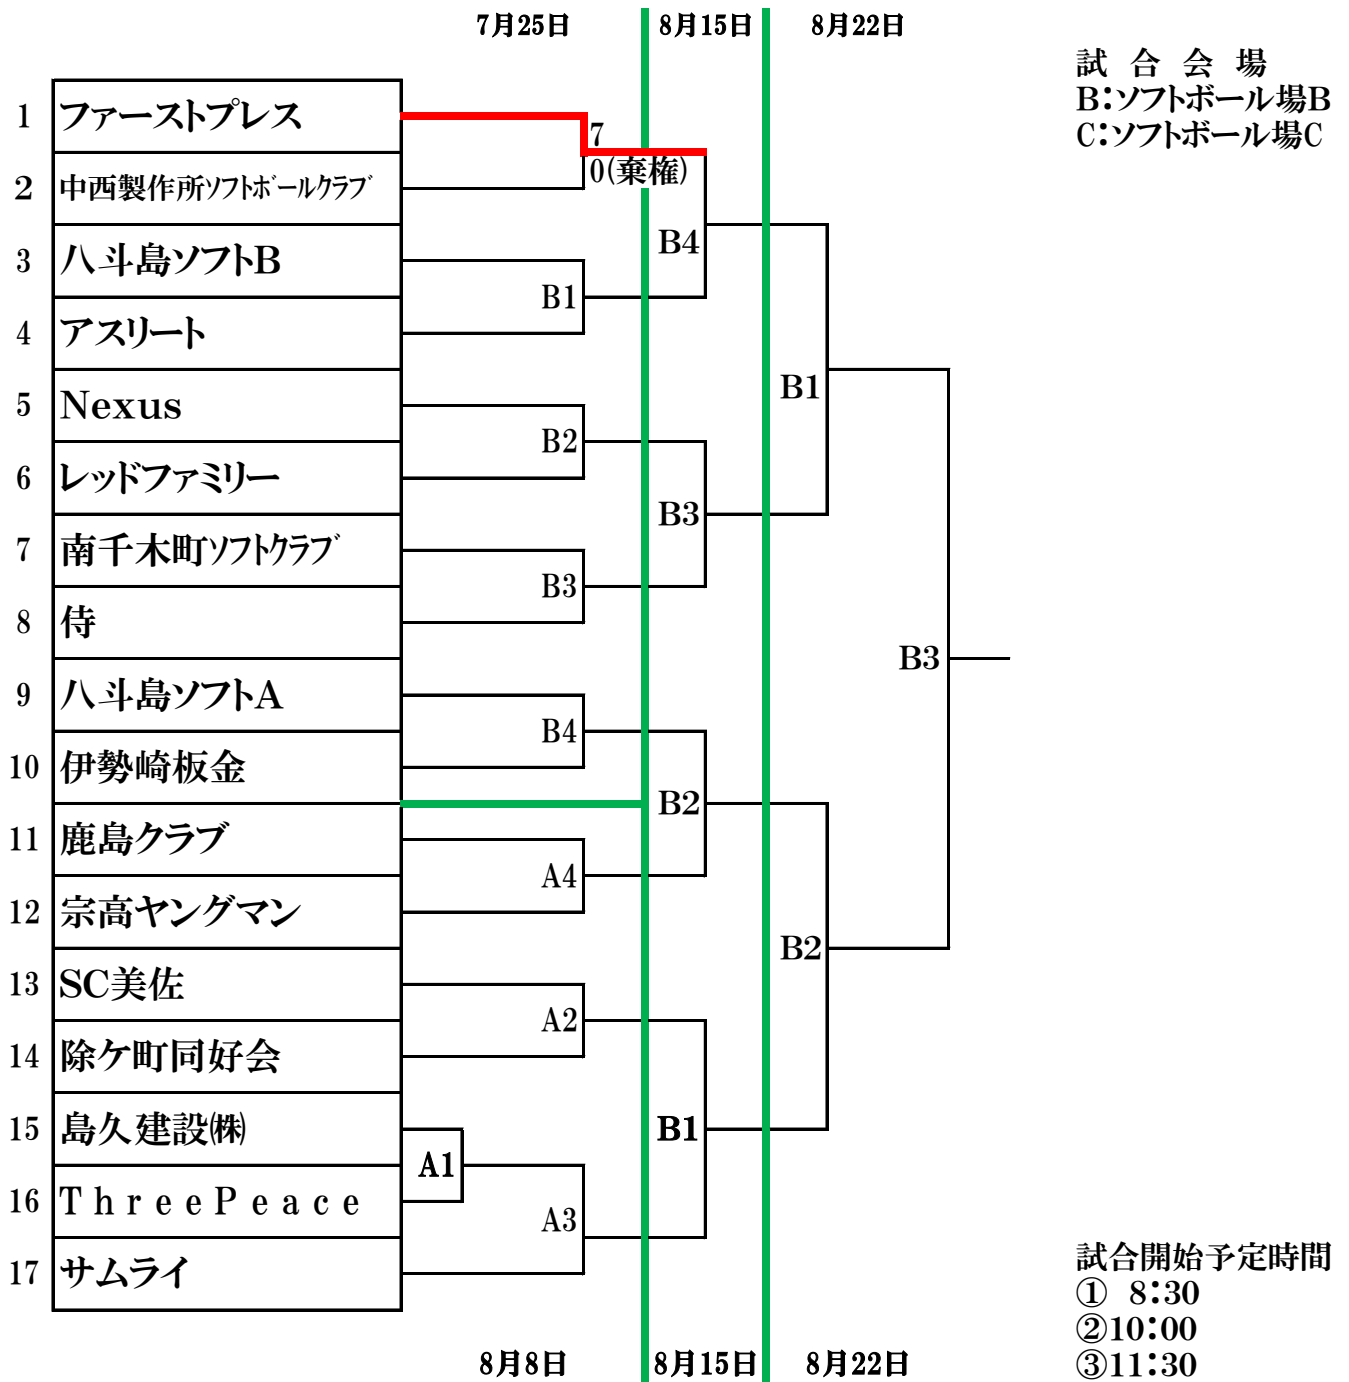 7月25日 8月15日 8月22日
試 合 会 場
B:ソフトボール場B
C:ソフトボール場C
1 ファーストプレス
7
0(棄権)
2 中西製作所ソフトボールクラブ
B4
3 八斗島ソフトB
B1
4 アスリート
B1
5 Nexus
B2
6 レッドファミリー
B3
7 南千木町ソフトクラブ
B3
8 侍
B3
9 八斗島ソフトA
B4
10 伊勢崎板金
B2
11 鹿島クラブ
A4
12 宗高ヤングマン
B2
13 SC美佐
A2
14 除ケ町同好会
15 島久建設㈱
B1
A1
16 ThreePeace
A3
17 サムライ
試合開始予定時間
① 8:30
②10:00
③11:30
8月8日 8月15日 8月22日